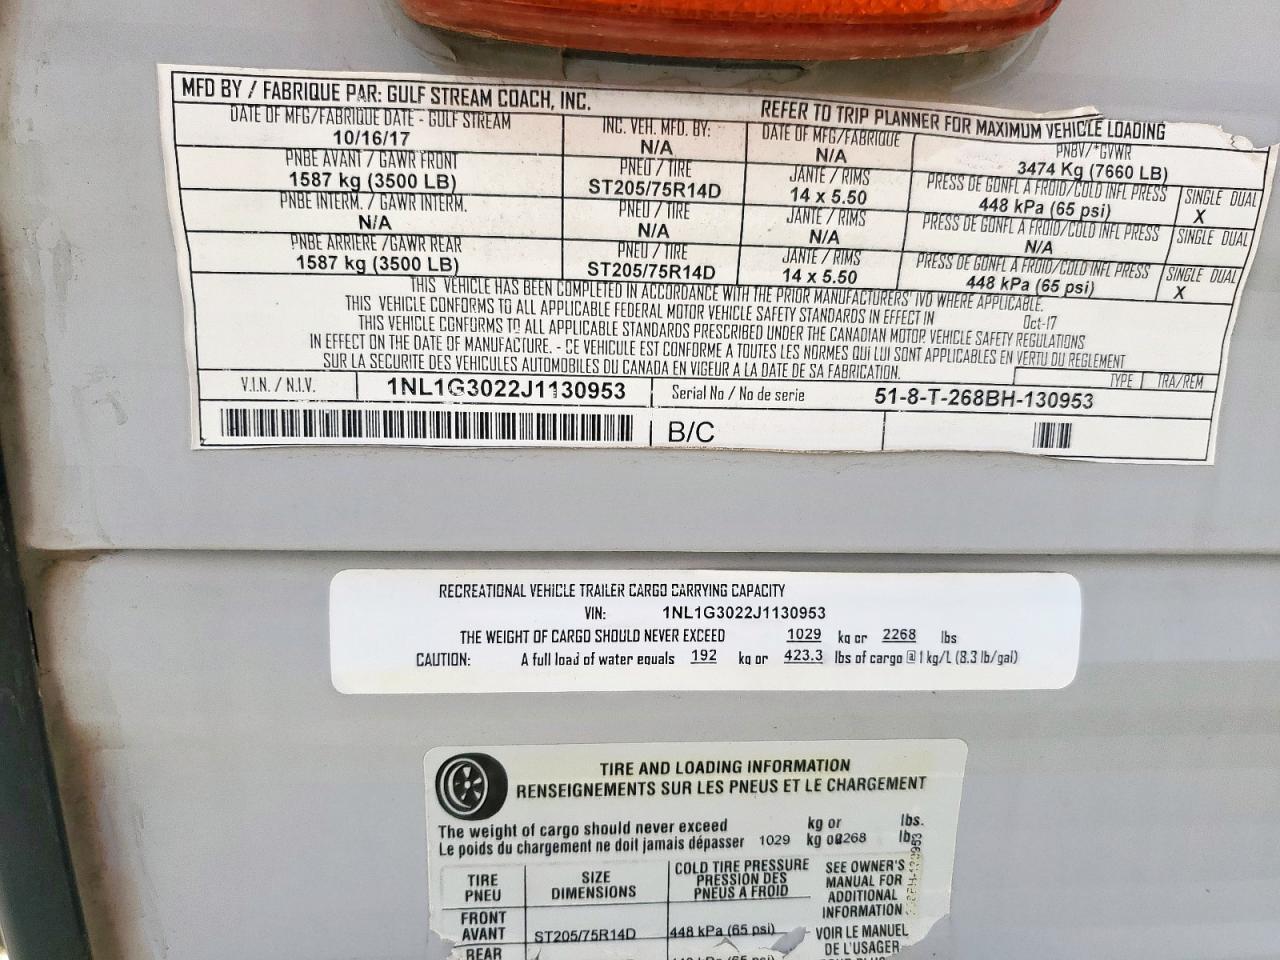 MFD BY / FABRIQUE PAR: GULF STREAM COACH, INC.
REFER TO TRIP PLANNER FOR MAXIMUM VEHICLE LOADING
DATE OF MFG/FABRIQUE DATE - GULF STREAM
10/16/17
INC. VEH. MFD. BY:
N/A
DATE OF MFG/FABRIQUE
N/A
PNBV/*GVWR
3474 Kg (7660 LB)
PNBE AVANT / GAWR FRONT
1587 kg (3500 LB)
PNEU / TIRE
ST205/75R14D
JANTE / RIMS
14 x 5.50
PRESS DE GONFL A FROID/COLD INFL PRESS
448 kPa (65 psi)
SINGLE DUAL
X
PNBE INTERM. / GAWR INTERM.
N/A
PNEU / TIRE
N/A
JANTE / RIMS
N/A
PRESS DE GONFL A FROID/COLD INFL PRESS
N/A
SINGLE DUAL
PNBE ARRIERE /GAWR REAR
1587 kg (3500 LB)
PNEU / TIRE
ST205/75R14D
JANTE / RIMS
14 x 5.50
PRESS DE GONFL A FROID/COLD INFL PRESS
448 kPa (65 psi)
SINGLE DUAL
X
THIS VEHICLE HAS BEEN COMPLETED IN ACCORDANCE WITH THE PRIOR MANUFACTURERS' IVD WHERE APPLICABLE.
THIS VEHICLE CONFORMS TO ALL APPLICABLE FEDERAL MOTOR VEHICLE SAFETY STANDARDS IN EFFECT IN Oct-17
THIS VEHICLE CONFORMS TO ALL APPLICABLE STANDARDS PRESCRIBED UNDER THE CANADIAN MOTOR VEHICLE SAFETY REGULATIONS
IN EFFECT ON THE DATE OF MANUFACTURE. - CE VEHICULE EST CONFORME A TOUTES LES NORMES QUI LUI SONT APPLICABLES EN VERTU DU REGLEMENT
SUR LA SECURITE DES VEHICULES AUTOMOBILES DU CANADA EN VIGEUR A LA DATE DE SA FABRICATION.
TYPE TRA/REM
V.I.N. / N.I.V.
1NL1G3022J1130953
Serial No / No de serie
51-8-T-268BH-130953
B/C
RECREATIONAL VEHICLE TRAILER CARGO CARRYING CAPACITY
VIN: 1NL1G3022J1130953
THE WEIGHT OF CARGO SHOULD NEVER EXCEED 1029 kg or 2268 lbs
CAUTION: A full load of water equals 192 kg or 423.3 lbs of cargo @ 1 kg/L (8.3 lb/gal)
TIRE AND LOADING INFORMATION
RENSEIGNEMENTS SUR LES PNEUS ET LE CHARGEMENT
The weight of cargo should never exceed kg or lbs.
Le poids du chargement ne doit jamais dépasser 1029 kg ou 2268 lb
TIRE
PNEU
SIZE
DIMENSIONS
COLD TIRE PRESSURE
PRESSION DES
PNEUS A FROID
SEE OWNER'S
MANUAL FOR
ADDITIONAL
INFORMATION
FRONT
AVANT
ST205/75R14D
448 kPa (65 psi)
VOIR LE MANUEL
DE L'USAGER
REAR